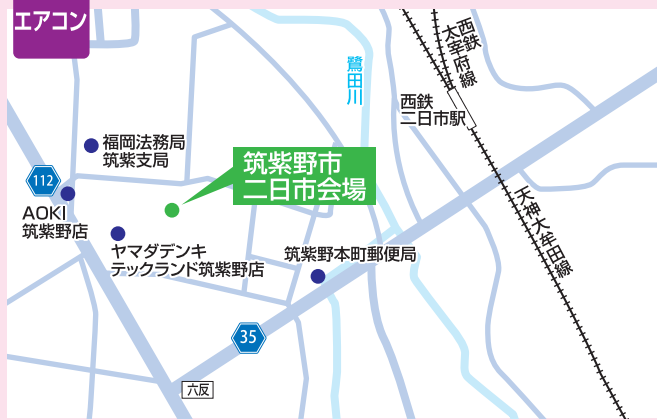 エアコン
西鉄
太宰府線
鷺田川
西鉄
二日市駅
福岡法務局
筑紫支局
筑紫野市
二日市会場
112
AOKI
筑紫野店
ヤマダデンキ
テックランド筑紫野店
筑紫野本町郵便局
天神大牟田線
35
六反